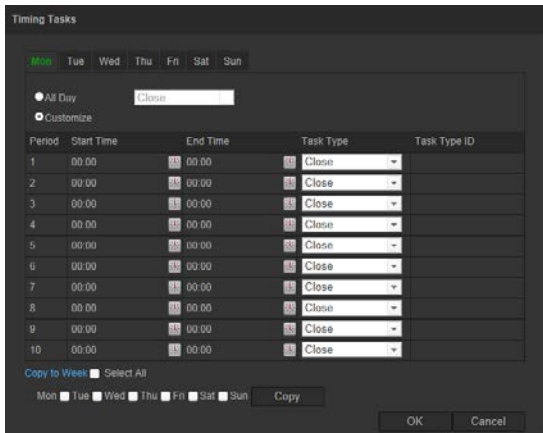 Timing Tasks
Mon Tue Wed Thu Fri Sat Sun
All Day Close
Customize
Period Start Time End Time Task Type Task Type ID
1 00:00 00:00 Close
2 00:00 00:00 Close
3 00:00 00:00 Close
4 00:00 00:00 Close
5 00:00 00:00 Close
6 00:00 00:00 Close
7 00:00 00:00 Close
8 00:00 00:00 Close
9 00:00 00:00 Close
10 00:00 00:00 Close
Copy to Week Select All
Mon Tue Wed Thu Fri Sat Sun Copy
OK Cancel